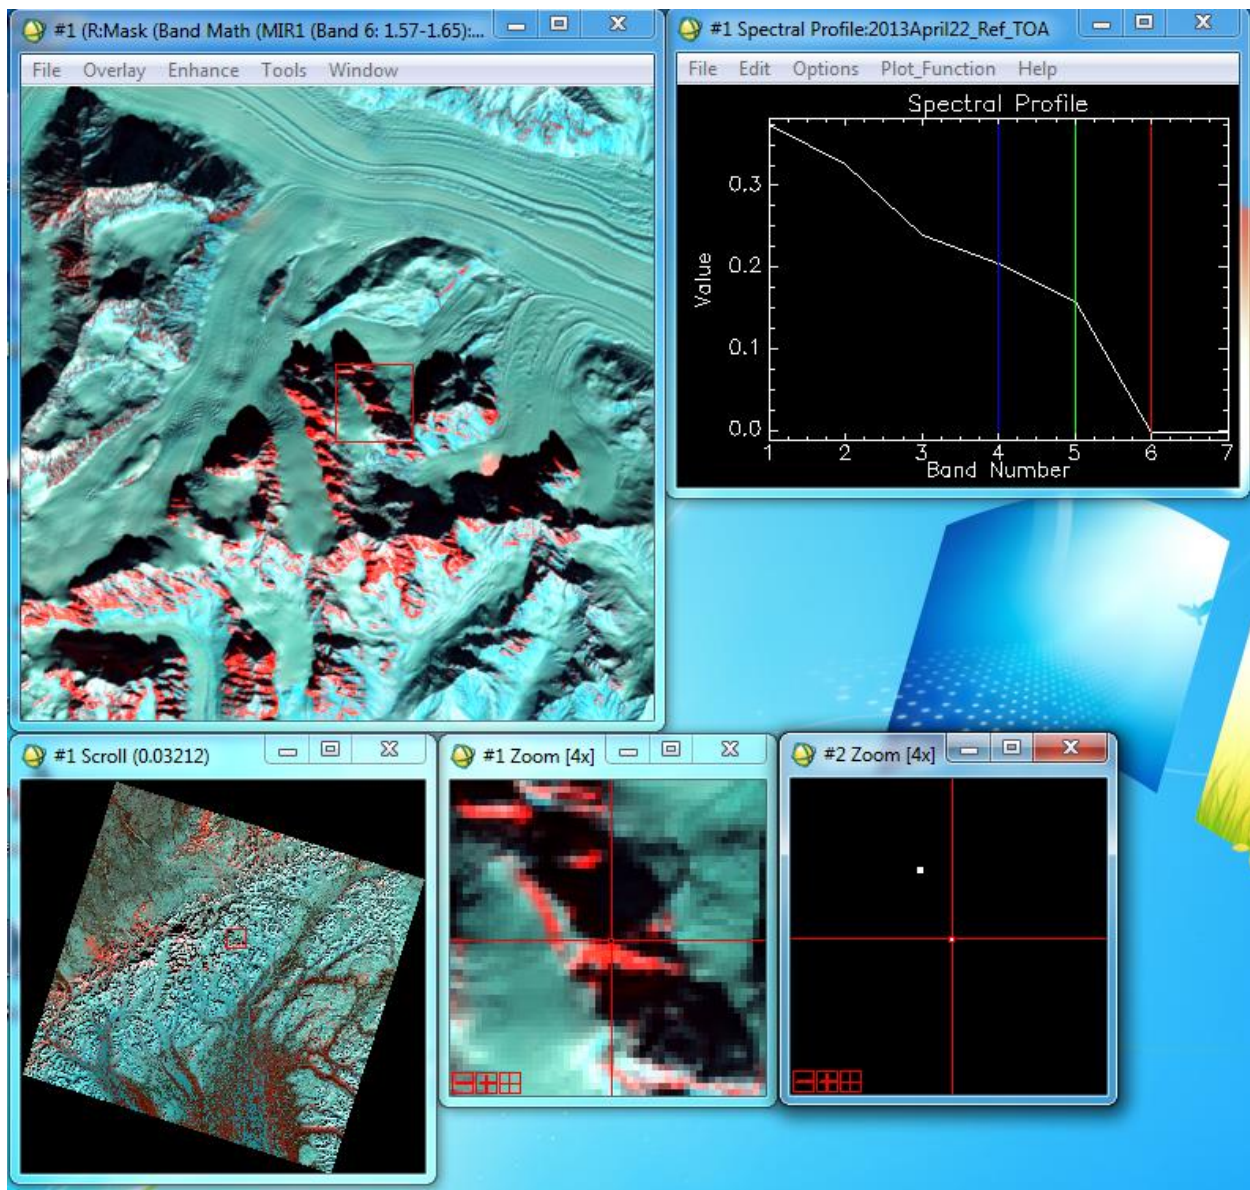 #1 (R:Mask (Band Math (MIR1 (Band 6: 1.57-1.65):...
File Overlay Enhance Tools Window
#1 Spectral Profile:2013April22_Ref_TOA
File Edit Options Plot_Function Help
Spectral Profile
Value
0.3
0.2
0.1
0.0
1 2 3 4 5 6 7
Band Number
#1 Scroll (0.03212)
#1 Zoom [4x]
#2 Zoom [4x]